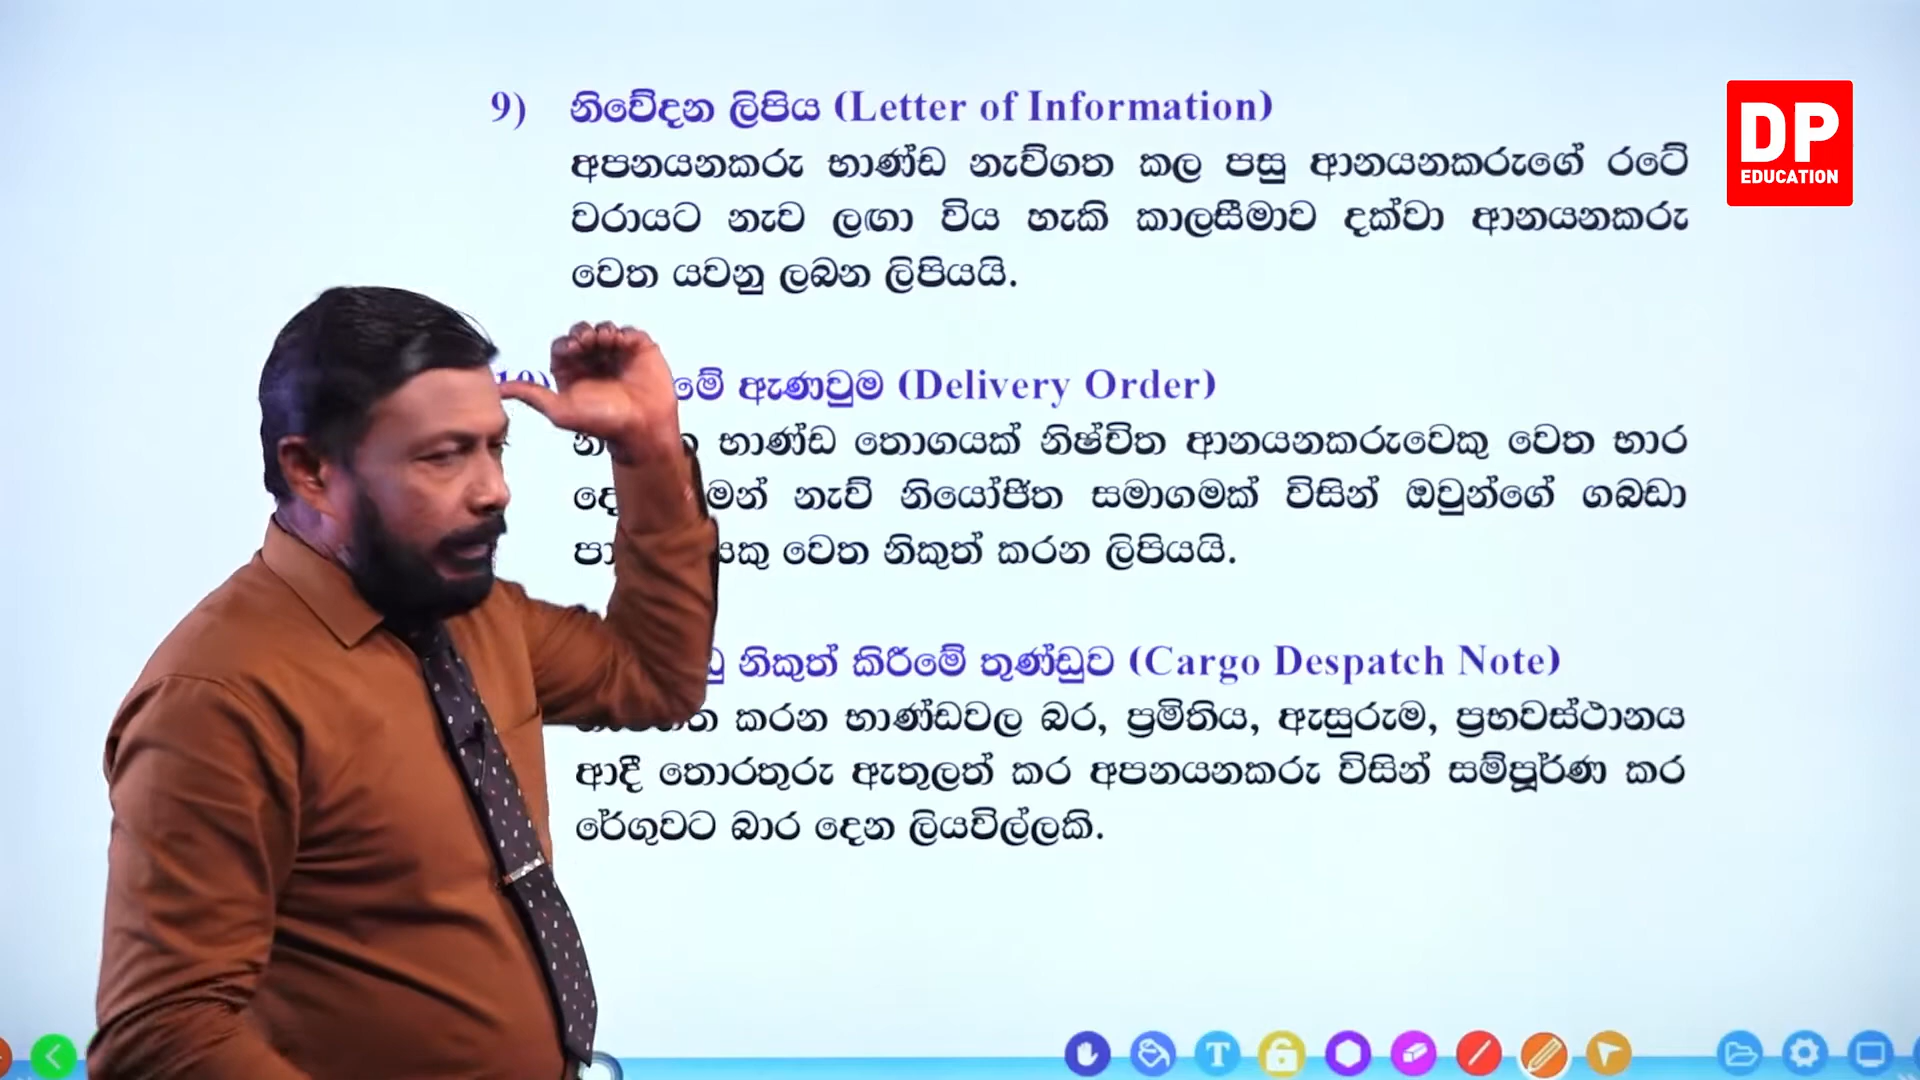 9) නිවේදන ලිපිය (Letter of Information)
අපනයනකරු භාණ්ඩ නැව්ගත කල පසු ආනයනකරුගේ රටේ
වරායට නැව ලඟා විය හැකි කාලසීමාව දක්වා ආනයනකරු
වෙත යවනු ලබන ලිපියයි.
ඇණවුම (Delivery Order)
භාණ්ඩ තොගයක් නිෂ්චිත ආනයනකරුවෙකු වෙත භාර
නැව් නියෝජිත සමාගමක් විසින් ඔවුන්ගේ ගබඩා
වෙත නිකුත් කරන ලිපියයි.
නිකුත් කිරීමේ තුණ්ඩුව (Cargo Despatch Note)
කරන භාණ්ඩවල බර, ප්‍රමිතිය, ඇසුරුම, ප්‍රභවස්ථානය
ආදී තොරතුරු ඇතුලත් කර අපනයනකරු විසින් සම්පූර්ණ කර
රේගුවට බාර දෙන ලියවිල්ලකි.
DP
EDUCATION